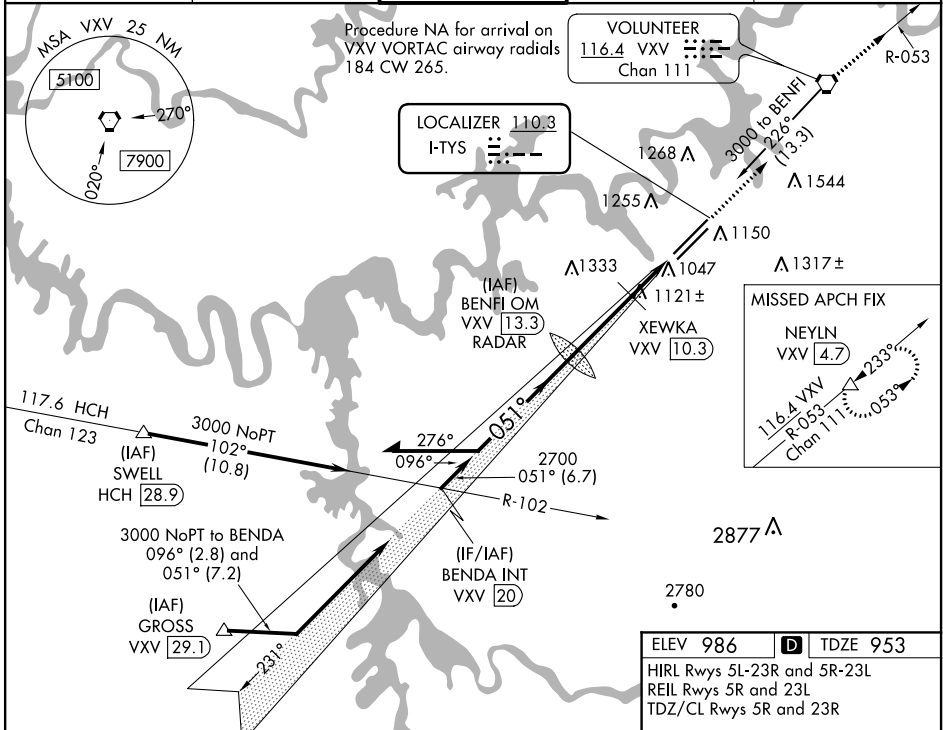 MSA VXV 25 NM
5100
270°
7900
020°
Procedure NA for arrival on
VXV VORTAC airway radials
184 CW 265.
VOLUNTEER
116.4 VXV
Chan 111
R-053
LOCALIZER 110.3
I-TYS
3000 to BENFI
226°
(13.3)
1268
1544
1255
1150
1333
1047
1317±
1121±
(IAF)
BENFI OM
VXV 13.3
RADAR
XEWKA
VXV 10.3
MISSED APCH FIX
NEYLN
VXV 4.7
233°
053°
116.4 VXV
R-053
Chan 111
117.6 HCH
Chan 123
3000 NoPT
102°
(10.8)
(IAF)
SWELL
HCH 28.9
051°
276°
096°
2700
051° (6.7)
R-102
3000 NoPT to BENDA
096° (2.8) and
051° (7.2)
(IF/IAF)
BENDA INT
VXV 20
(IAF)
GROSS
VXV 29.1
231°
2877
2780
ELEV 986 D TDZE 953
HIRL Rwys 5L-23R and 5R-23L
REIL Rwys 5R and 23L
TDZ/CL Rwys 5R and 23R